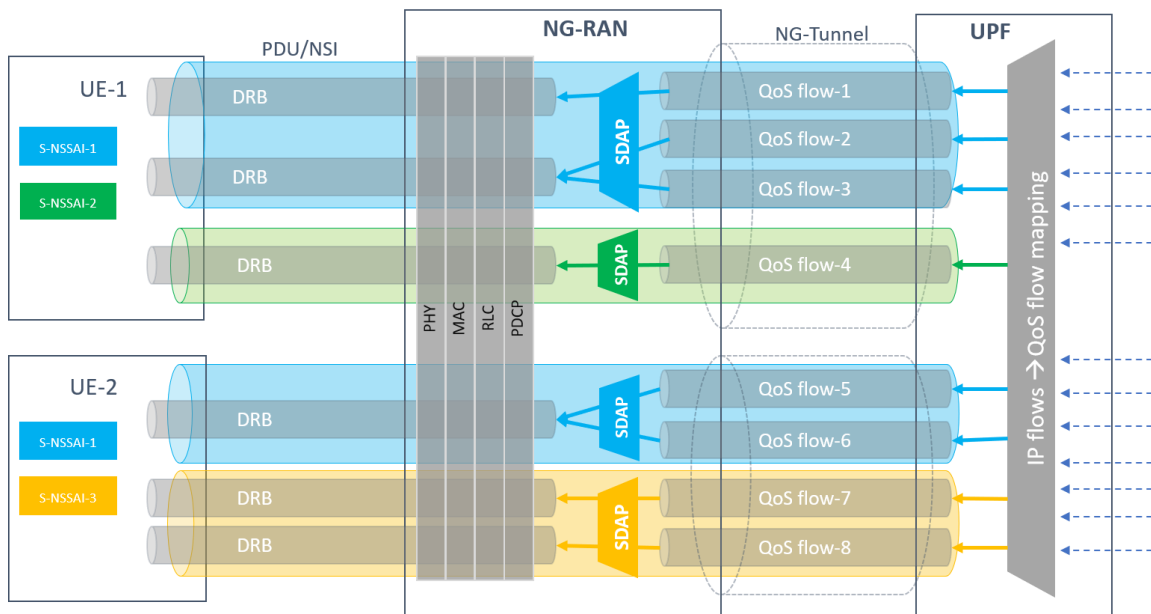 NG-RAN
NG-Tunnel
UPF
PDU/NSI
UE-1
S-NSSAI-1
S-NSSAI-2
DRB
DRB
DRB
SDAP
SDAP
QoS flow-1
QoS flow-2
QoS flow-3
QoS flow-4
PHY
MAC
RLC
PDCP
IP flows → QoS flow mapping
UE-2
S-NSSAI-1
S-NSSAI-3
DRB
DRB
DRB
SDAP
SDAP
QoS flow-5
QoS flow-6
QoS flow-7
QoS flow-8